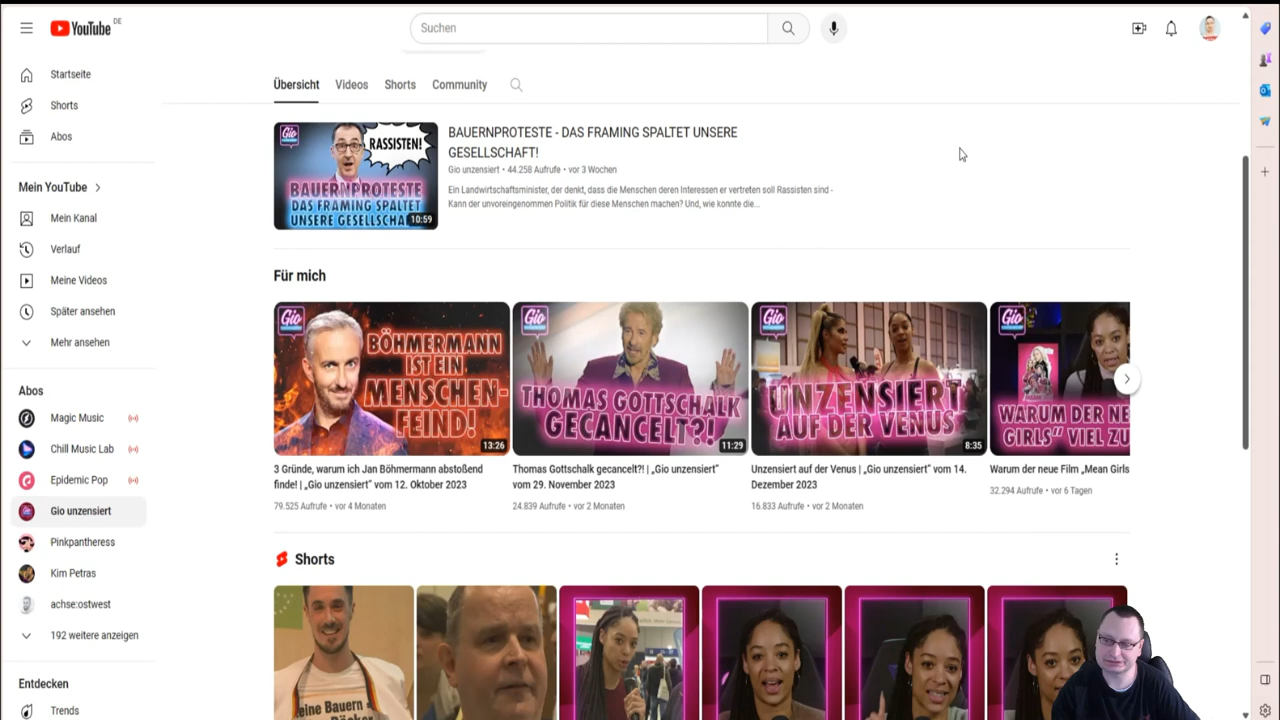 YouTube DE
Suchen
Startseite
Shorts
Abos
Mein YouTube
Mein Kanal
Verlauf
Meine Videos
Später ansehen
Mehr ansehen
Abos
Magic Music
Chill Music Lab
Epidemic Pop
Gio unzensiert
Pinkpantheress
Kim Petras
achse:ostwest
192 weitere anzeigen
Entdecken
Trends
Übersicht Videos Shorts Community
Gio
RASSISTEN!
BAUERNPROTESTE
DAS FRAMING SPALTET
UNSERE GESELLSCHA
10:59
BAUERNPROTESTE - DAS FRAMING SPALTET UNSERE
GESELLSCHAFT!
Gio unzensiert • 44.258 Aufrufe • vor 3 Wochen
Ein Landwirtschaftsminister, der denkt, dass die Menschen deren Interessen er vertreten soll Rassisten sind -
Kann der unvoreingenommen Politik für diese Menschen machen? Und, wie konnte die...
Für mich
Gio
BÖHMERMANN
IST EIN
MENSCHEN-
FEIND!
13:26
3 Gründe, warum ich Jan Böhmermann abstoßend
finde! | „Gio unzensiert“ vom 12. Oktober 2023
79.525 Aufrufe • vor 4 Monaten
Gio
THOMAS GOTTSCHALK
GECANCELT?!
11:29
Thomas Gottschalk gecancelt?! | „Gio unzensiert“
vom 29. November 2023
24.839 Aufrufe • vor 2 Monaten
Gio
UNZENSIERT
AUF DER VENUS
8:35
Unzensiert auf der Venus | „Gio unzensiert“ vom 14.
Dezember 2023
16.833 Aufrufe • vor 2 Monaten
Gio
WARUM DER NE
GIRLS“ VIEL ZU
Warum der neue Film „Mean Girls
32.294 Aufrufe • vor 6 Tagen
Shorts
eine Bauern